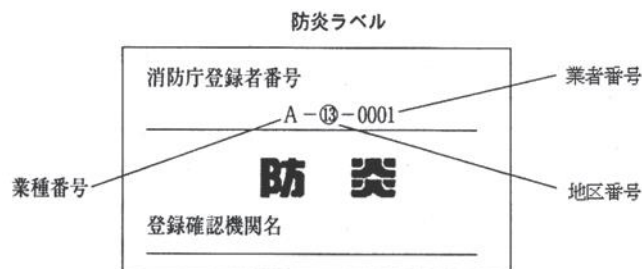 防炎ラベル
消防庁登録者番号
業者番号
A－⑬－0001
防炎
業種番号
地区番号
登録確認機関名